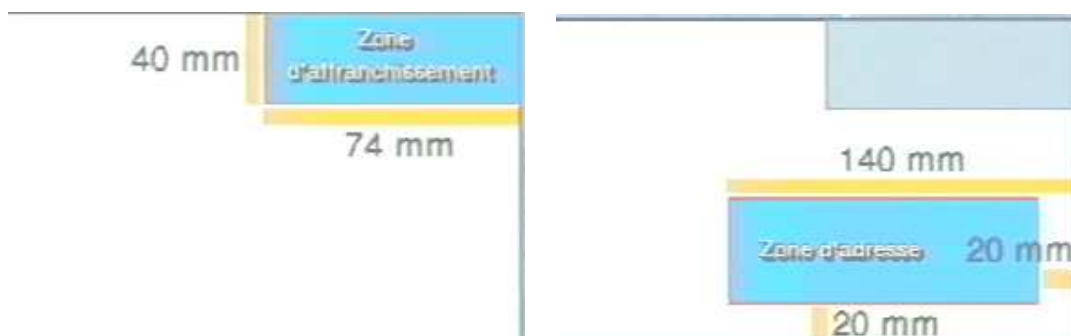 40 mm
Zone
d'affranchissement
74 mm
140 mm
Zone d'adresse
20 mm
20 mm